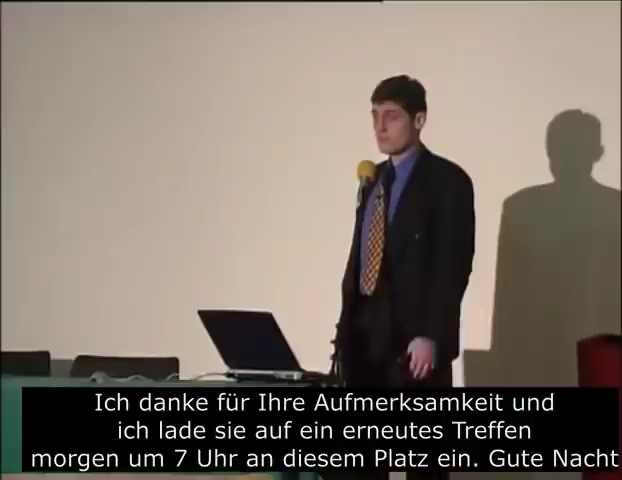 Ich danke für Ihre Aufmerksamkeit und
ich lade sie auf ein erneutes Treffen
morgen um 7 Uhr an diesem Platz ein. Gute Nacht